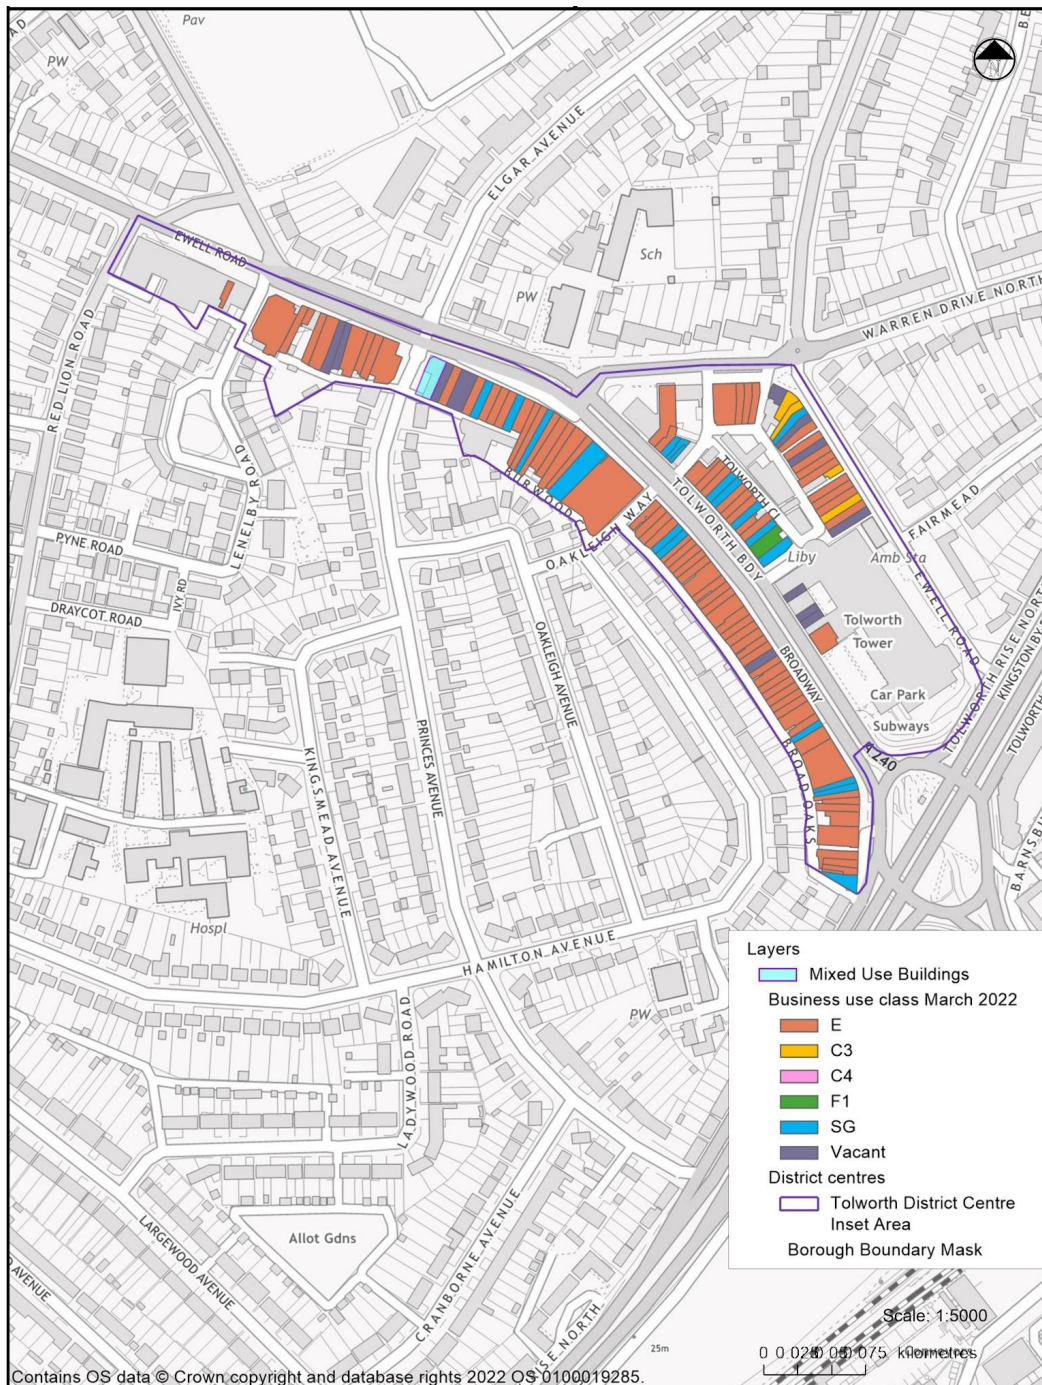 Pav
PW
ELGAR AVENUE
EWELL ROAD
Sch
PW
WARREN DRIVE NORTH
RED LION ROAD
LENELBY ROAD
BURWOOD CL
TOLWORTH CL
TOLWORTH BDY
OAKLEIGH WAY
FAIRMEAD
Liby
Amb Sta
PYNE ROAD
IVY RD
DRAYCOT ROAD
Tolworth
Tower
EWELL ROAD
OAKLEIGH AVENUE
BROADWAY
Car Park
Subways
TOLWORTH RISE NORTH
KINGSTON BY
TOLWORTH
A240
PRINCES AVENUE
KINGSMEAD AVENUE
BROAD OAKS
BARNSBU
Hospl
HAMILTON AVENUE
PW
LADYWOOD ROAD
LARGEWOOD AVENUE
Allot Gdns
CRANBORNE AVENUE
AVENUE
ISE NORTH
25m
Layers
Mixed Use Buildings
Business use class March 2022
E
C3
C4
F1
SG
Vacant
District centres
Tolworth District Centre
Inset Area
Borough Boundary Mask
Scale: 1:5000
kilometres
Contains OS data © Crown copyright and database rights 2022 OS 0100019285.